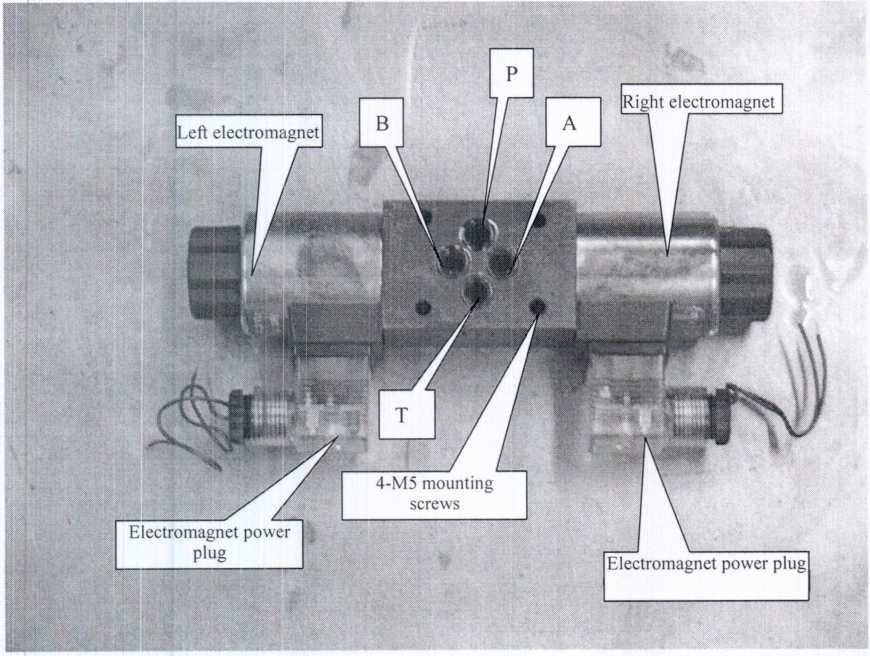 P
Right electromagnet
B
A
Left electromagnet
T
4-M5 mounting
screws
Electromagnet power
plug
Electromagnet power plug